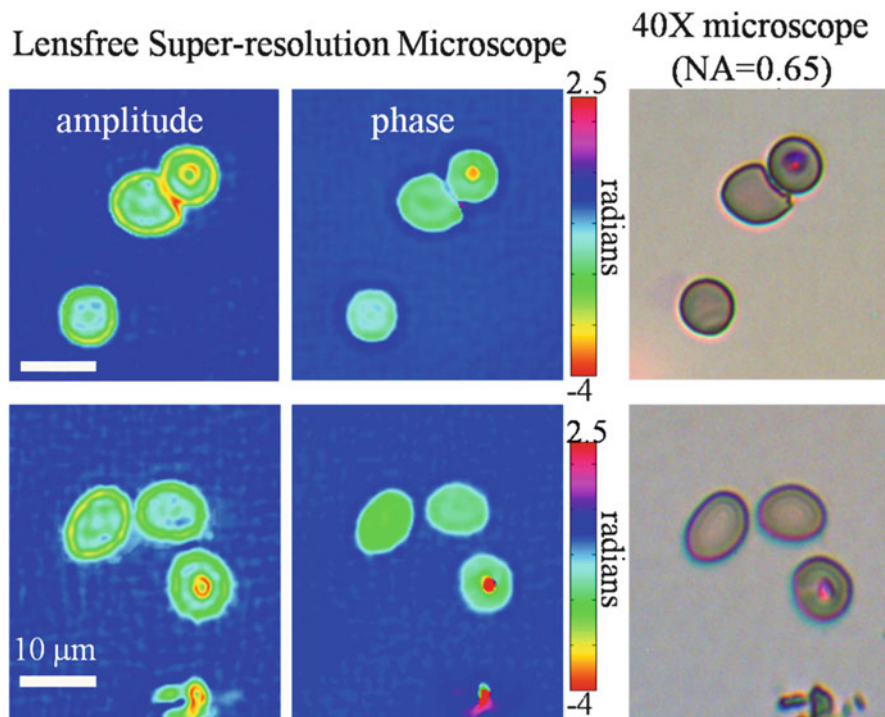 Lensfree Super-resolution Microscope
40X microscope
(NA=0.65)
amplitude
phase
2.5
radians
-4
2.5
radians
-4
10 μm